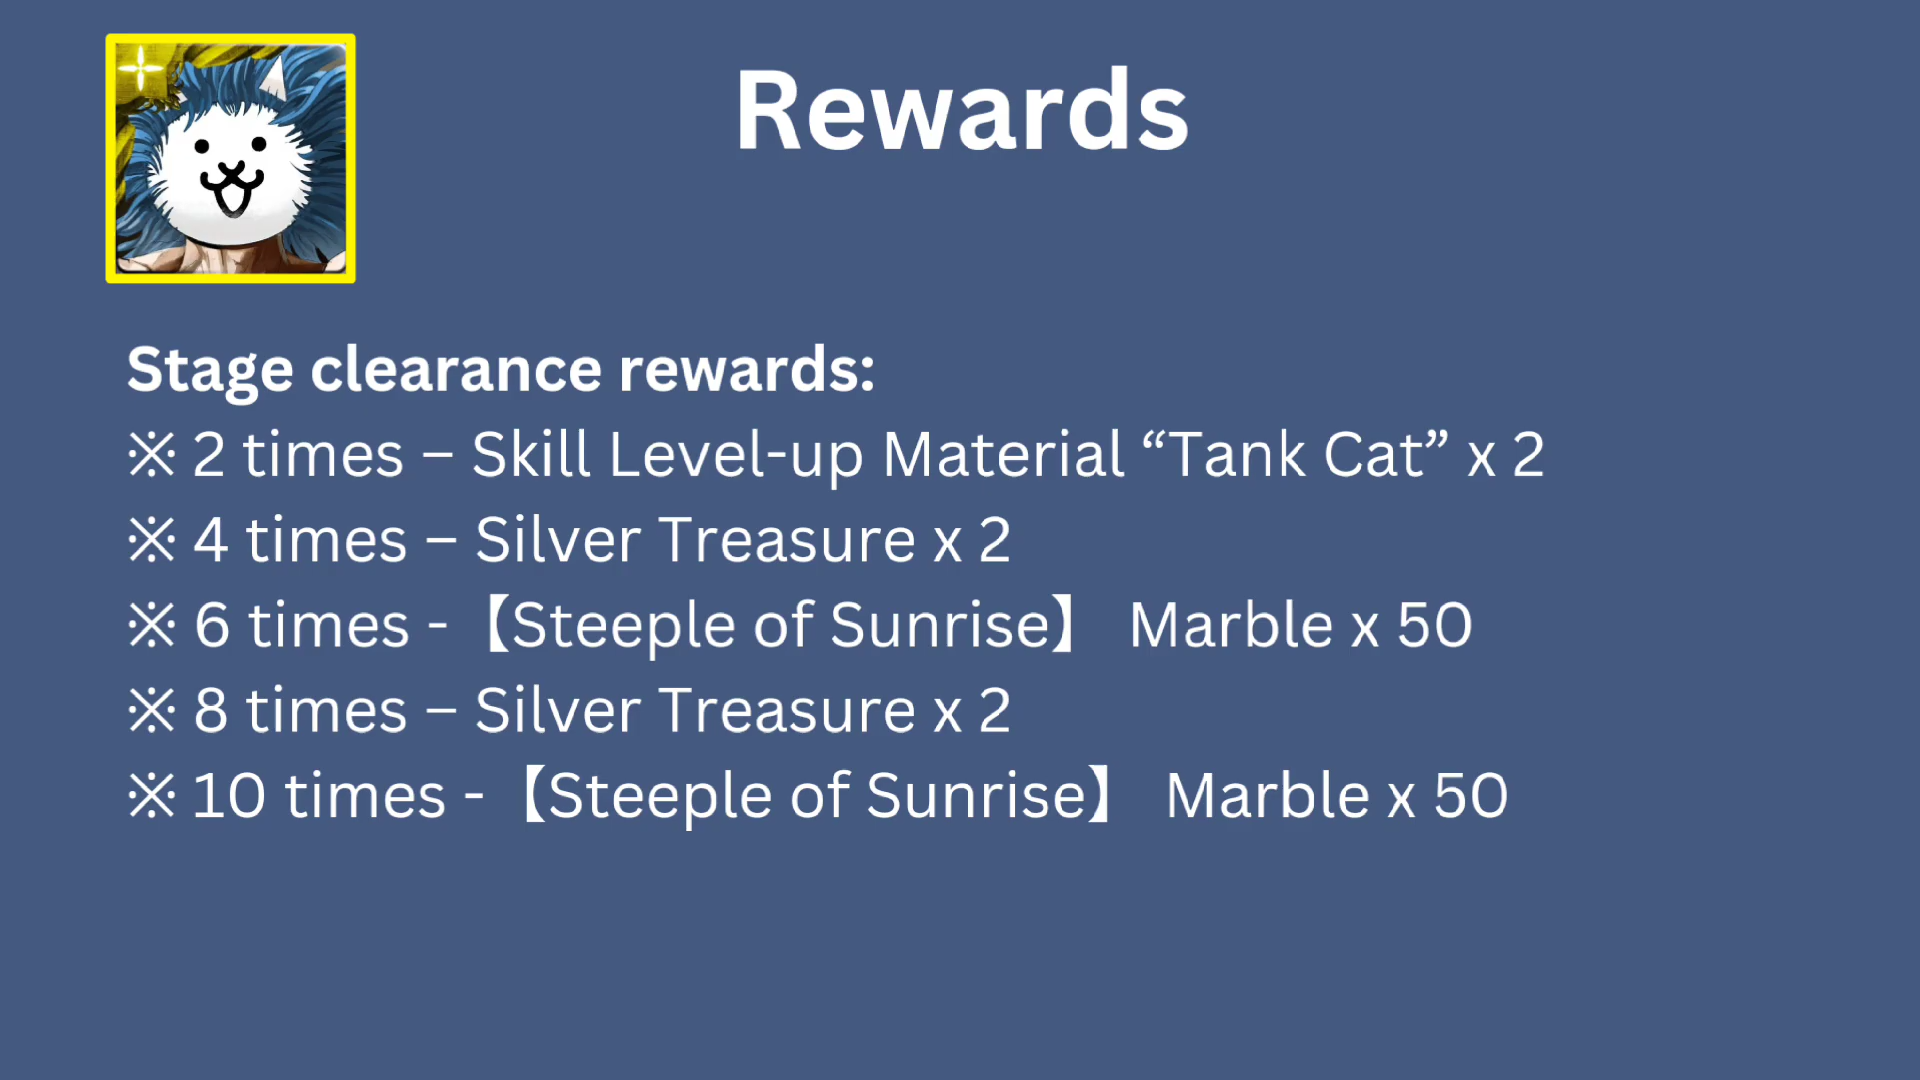 Rewards
Stage clearance rewards:
※ 2 times – Skill Level-up Material “Tank Cat” x 2
※ 4 times – Silver Treasure x 2
※ 6 times -【Steeple of Sunrise】 Marble x 50
※ 8 times – Silver Treasure x 2
※ 10 times -【Steeple of Sunrise】 Marble x 50